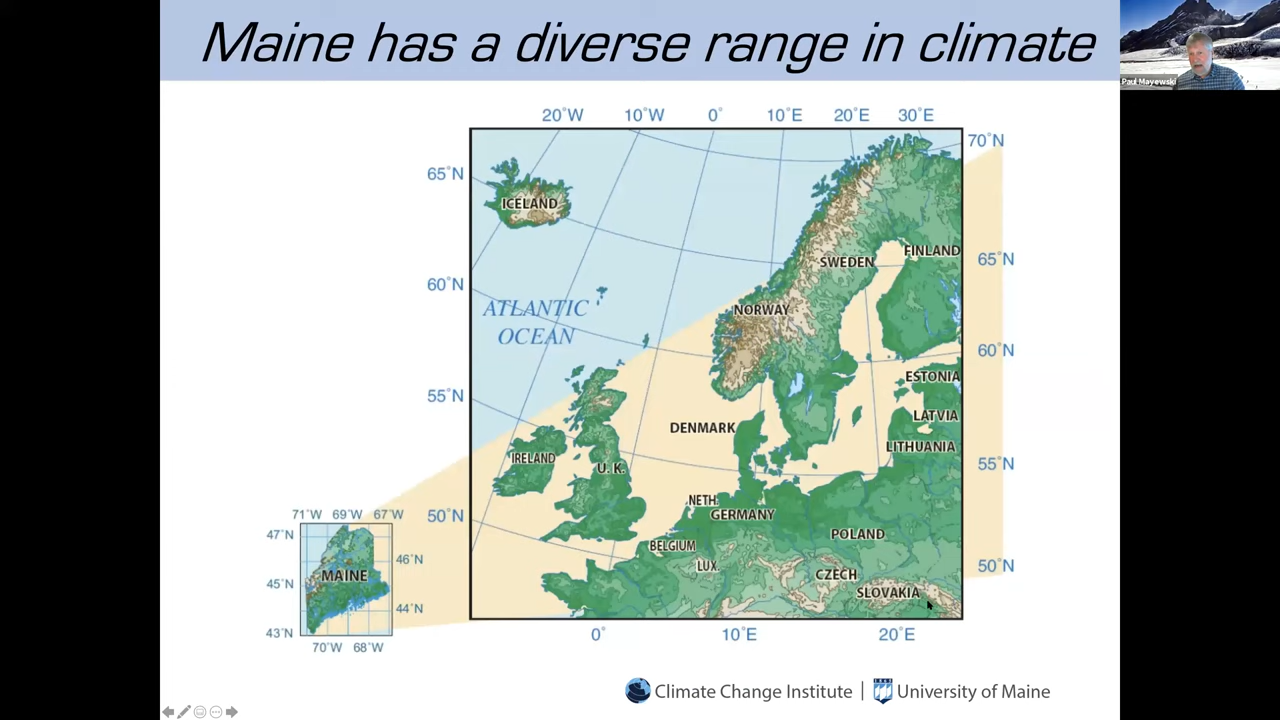 Maine has a diverse range in climate
Paul Mayewski
20°W 10°W 0° 10°E 20°E 30°E
70°N
65°N
ICELAND
FINLAND
65°N
SWEDEN
60°N
ATLANTIC
OCEAN
NORWAY
60°N
ESTONIA
55°N
LATVIA
DENMARK
LITHUANIA
IRELAND
U. K.
55°N
NETH.
GERMANY
50°N
71°W 69°W 67°W
POLAND
47°N
BELGIUM
46°N
LUX.
50°N
MAINE
CZECH
45°N
SLOVAKIA
44°N
43°N
0° 10°E 20°E
70°W 68°W
Climate Change Institute | University of Maine